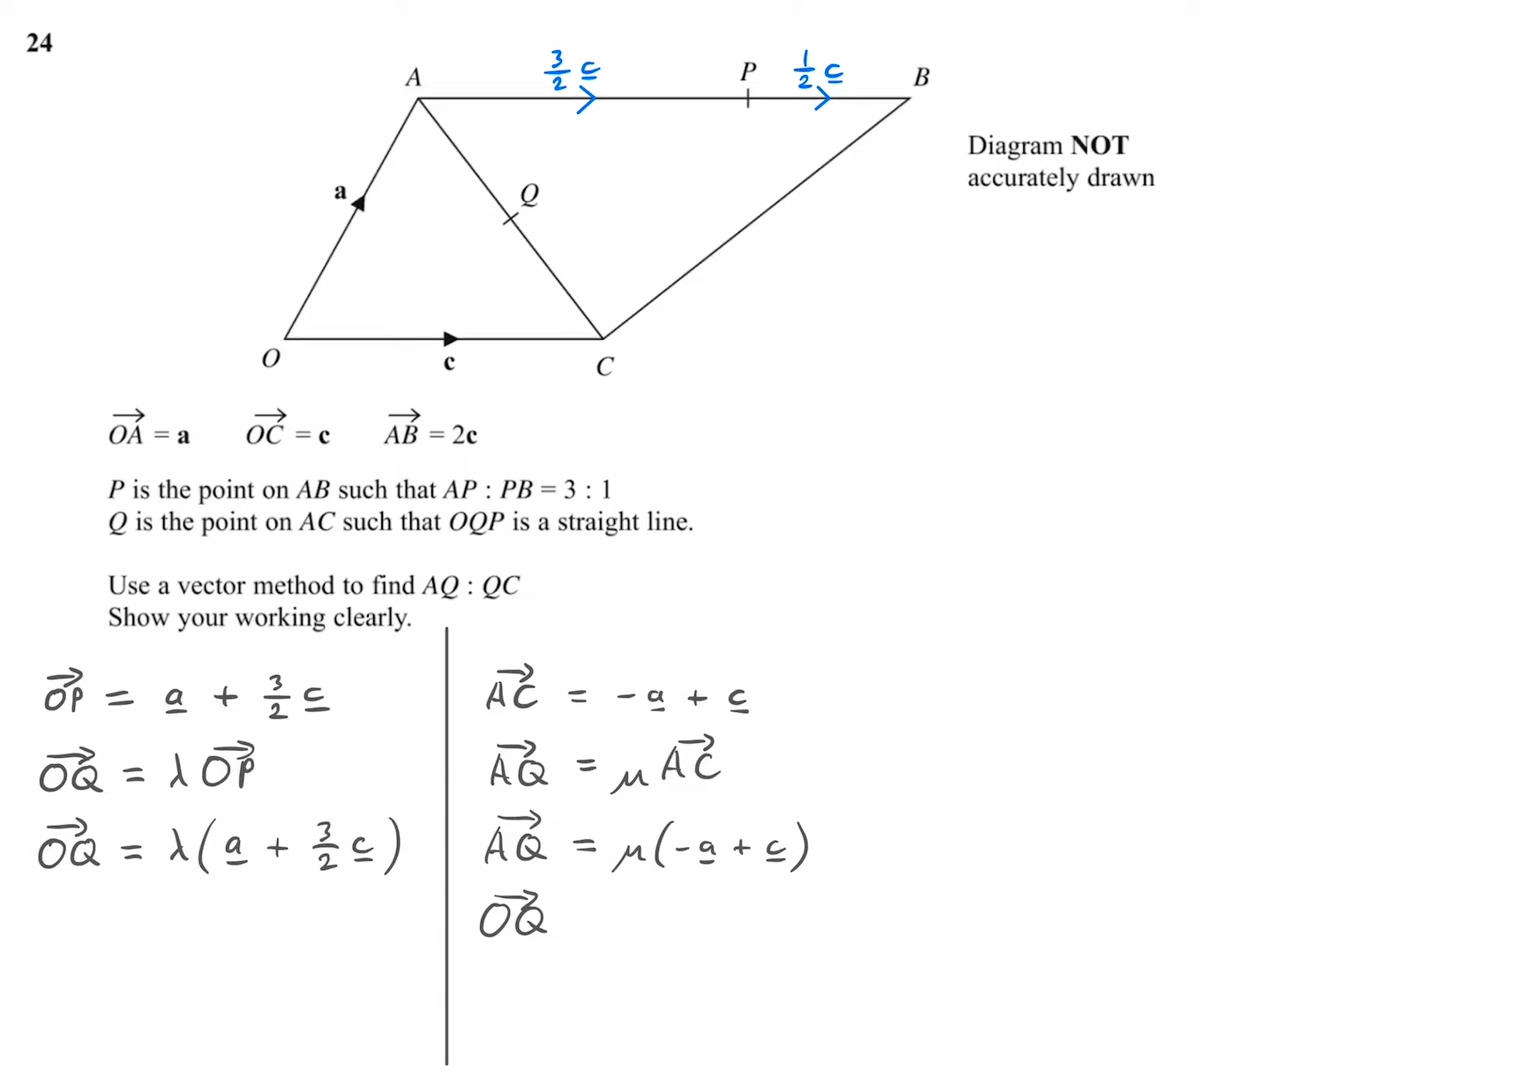 24
3/2 c
1/2 c
A P B
Diagram NOT
accurately drawn
a
Q
O c C
OA→ = a OC→ = c AB→ = 2c
P is the point on AB such that AP : PB = 3 : 1
Q is the point on AC such that OQP is a straight line.
Use a vector method to find AQ : QC
Show your working clearly.
OP→ = a + 3/2 c
OQ→ = λ OP→
OQ→ = λ(a + 3/2 c)
AC→ = -a + c
AQ→ = μ AC→
AQ→ = μ(-a + c)
OQ→